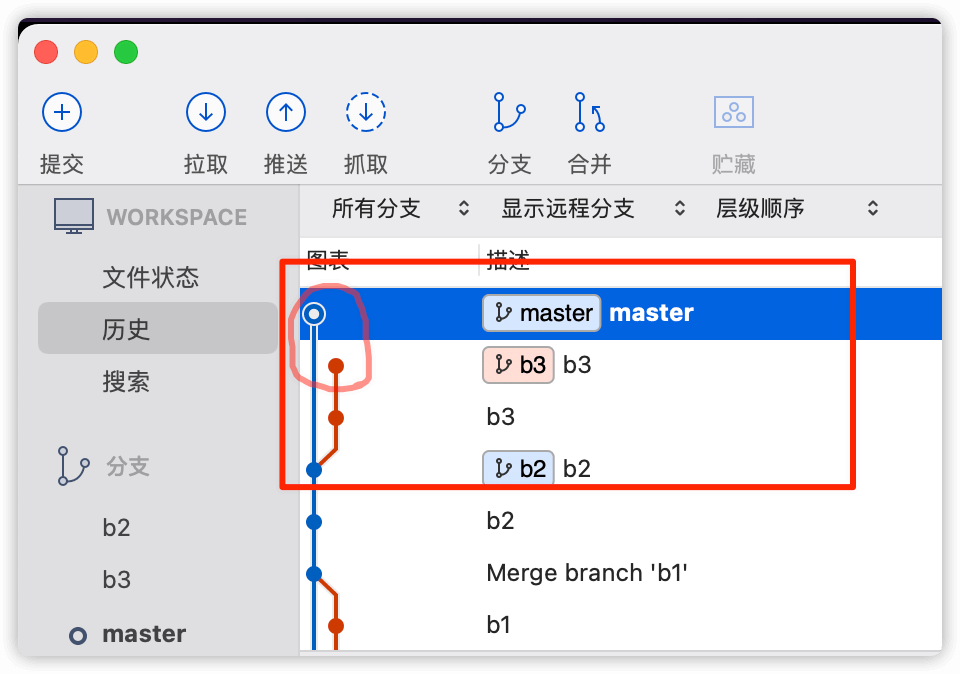 提交 拉取 推送 抓取 分支 合并 贮藏
WORKSPACE
文件状态
历史
搜索
分支
b2
b3
master
所有分支 显示远程分支 层级顺序
图表 描述
master master
b3 b3
b3
b2 b2
b2
Merge branch 'b1'
b1